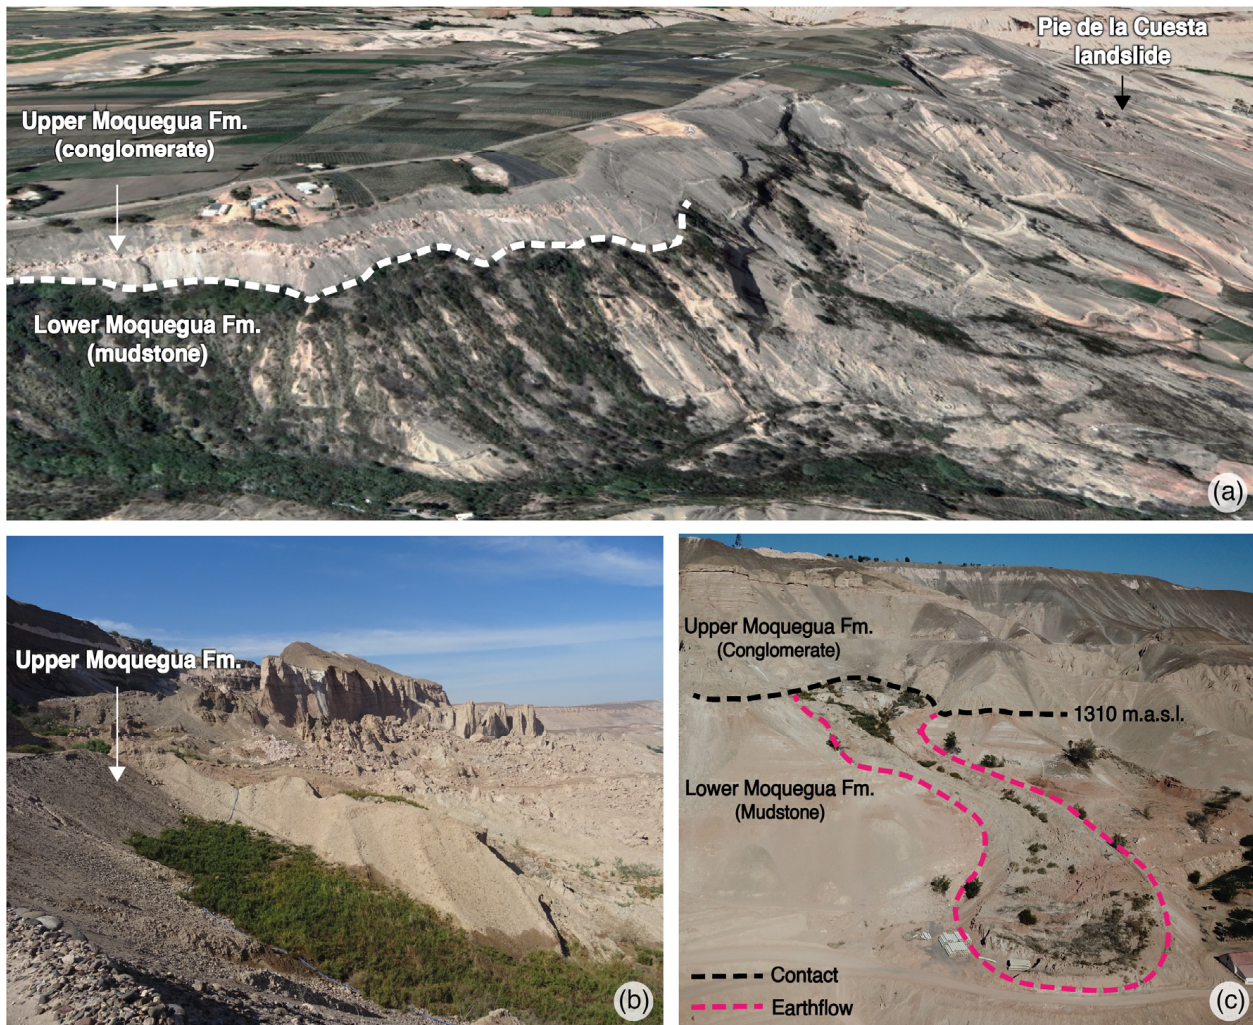 Pie de la Cuesta
landslide
Upper Moquegua Fm.
(conglomerate)
Lower Moquegua Fm.
(mudstone)
(a)
Upper Moquegua Fm.
(b)
Upper Moquegua Fm.
(Conglomerate)
1310 m.a.s.l.
Lower Moquegua Fm.
(Mudstone)
Contact
Earthflow
(c)